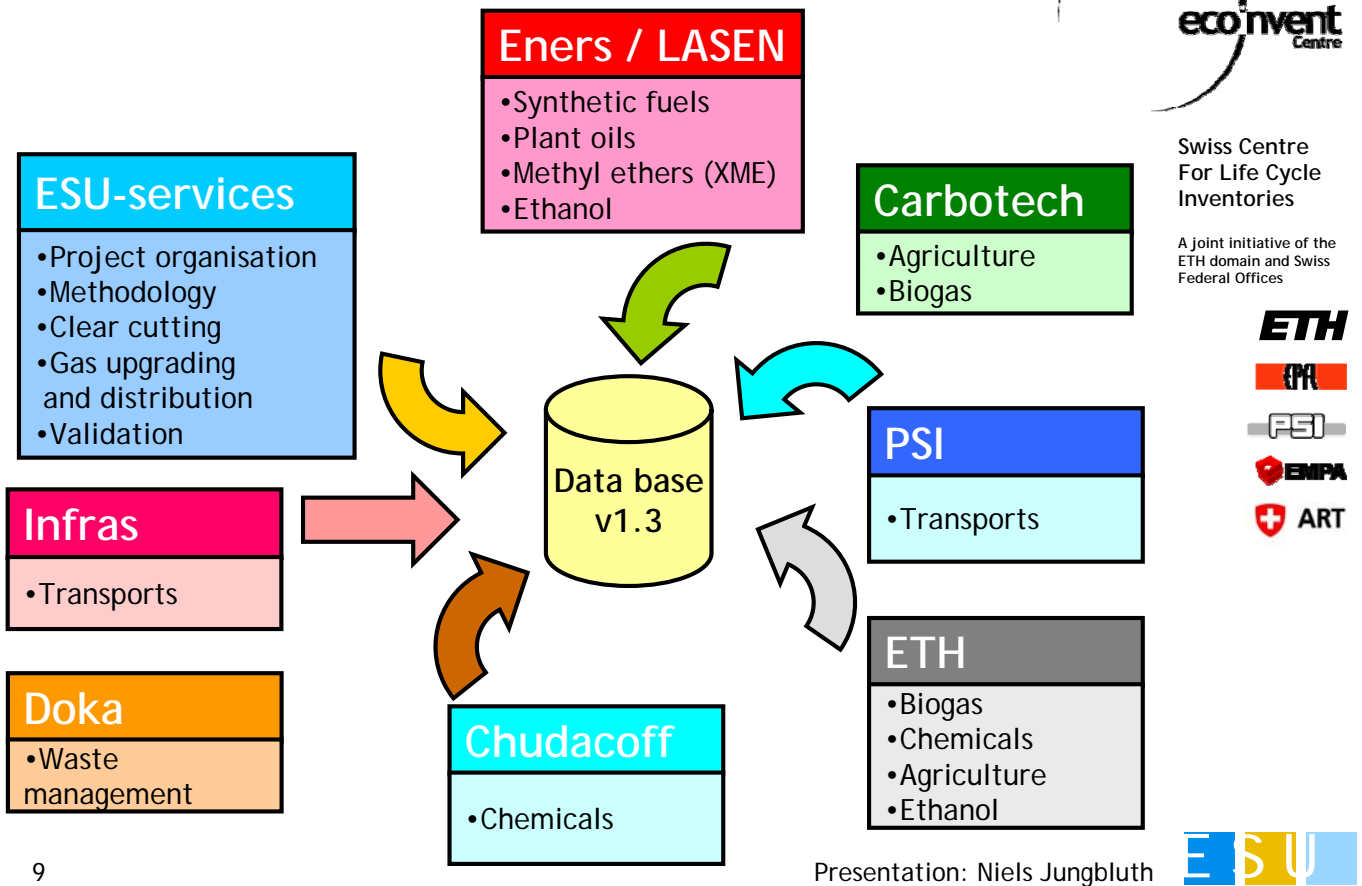 Eners / LASEN
•Synthetic fuels
•Plant oils
•Methyl ethers (XME)
•Ethanol
ecoinvent
Centre
Swiss Centre
For Life Cycle
Inventories
A joint initiative of the
ETH domain and Swiss
Federal Offices
ETH
EPFL
PSI
EMPA
ART
ESU-services
•Project organisation
•Methodology
•Clear cutting
•Gas upgrading
and distribution
•Validation
Carbotech
•Agriculture
•Biogas
Data base
v1.3
PSI
•Transports
Infras
•Transports
ETH
•Biogas
•Chemicals
•Agriculture
•Ethanol
Doka
•Waste
management
Chudacoff
•Chemicals
9
Presentation: Niels Jungbluth
ESU